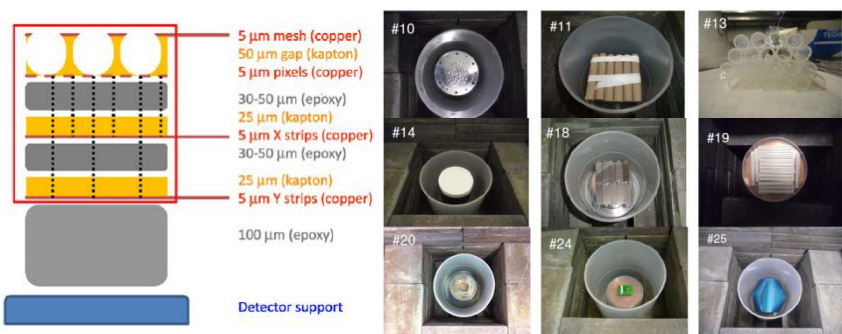 5 µm mesh (copper)
50 µm gap (kapton)
5 µm pixels (copper)
30-50 µm (epoxy)
25 µm (kapton)
5 µm X strips (copper)
30-50 µm (epoxy)
25 µm (kapton)
5 µm Y strips (copper)
100 µm (epoxy)
Detector support
#10
#11
#13
#14
#18
#19
#20
#24
#25